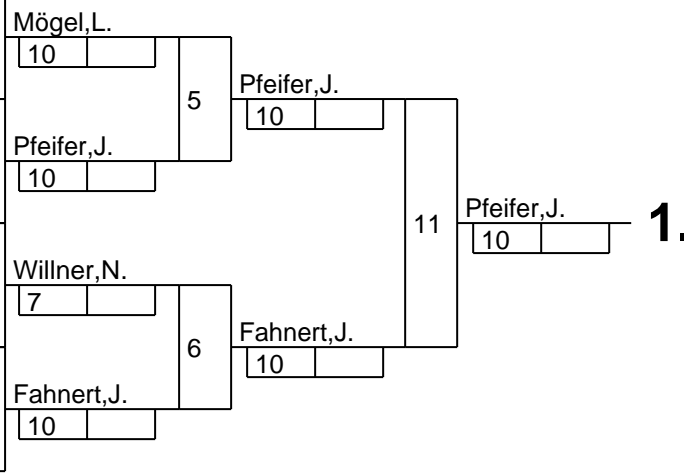 Mögel,L.
10
5
Pfeifer,J.
10
Pfeifer,J.
10
11
Pfeifer,J.
10
1.
Willner,N.
7
6
Fahnert,J.
10
Fahnert,J.
10